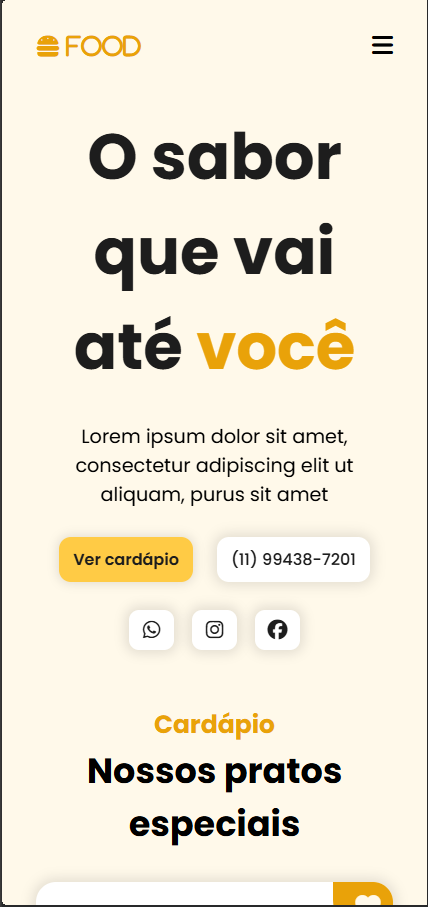 FOOD
O sabor
que vai
até você
Lorem ipsum dolor sit amet,
consectetur adipiscing elit ut
aliquam, purus sit amet
Ver cardápio
(11) 99438-7201
Cardápio
Nossos pratos
especiais